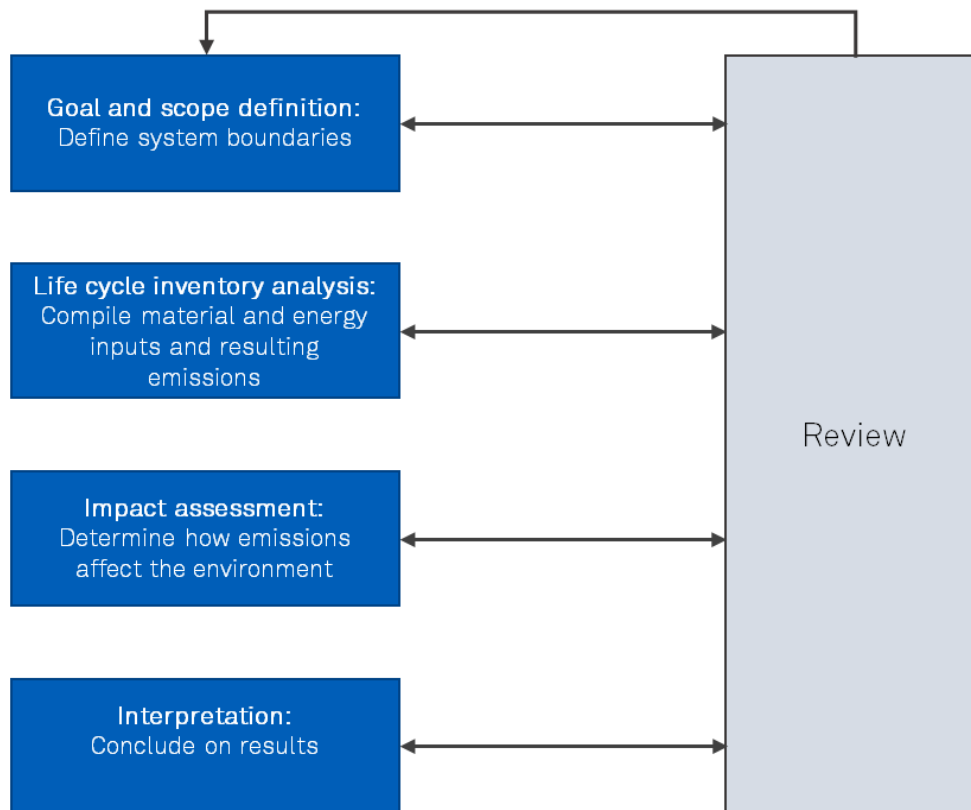 Goal and scope definition:
Define system boundaries
Life cycle inventory analysis:
Compile material and energy
inputs and resulting
emissions
Review
Impact assessment:
Determine how emissions
affect the environment
Interpretation:
Conclude on results